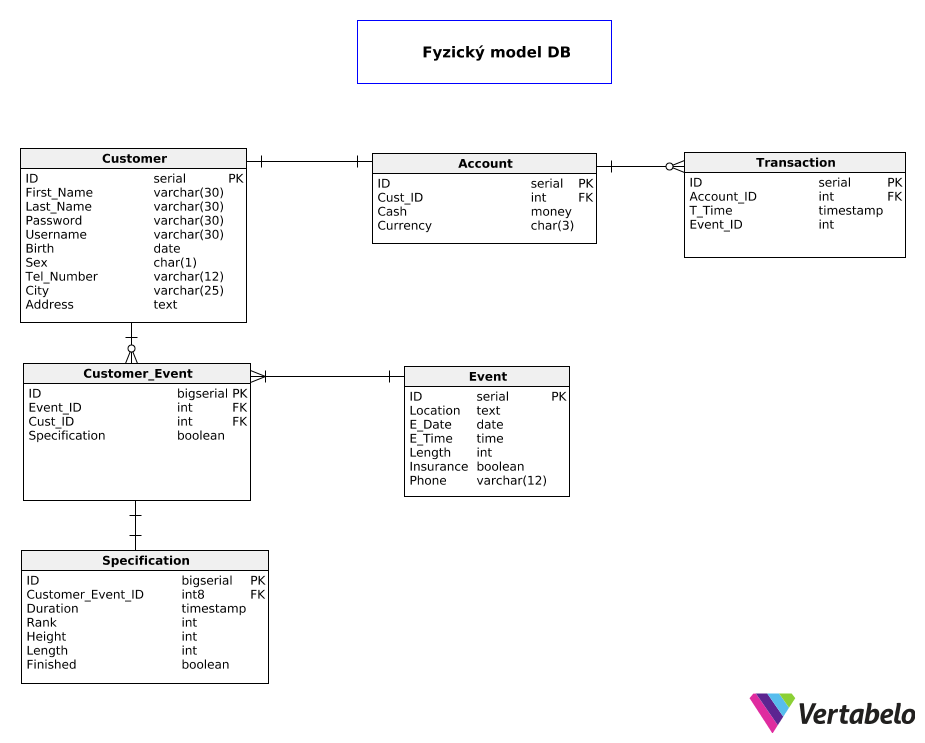 Fyzický model DB
Customer
ID serial PK
First_Name varchar(30)
Last_Name varchar(30)
Password varchar(30)
Username varchar(30)
Birth date
Sex char(1)
Tel_Number varchar(12)
City varchar(25)
Address text
Account
ID serial PK
Cust_ID int FK
Cash money
Currency char(3)
Transaction
ID serial PK
Account_ID int FK
T_Time timestamp
Event_ID int
Customer_Event
ID bigserial PK
Event_ID int FK
Cust_ID int FK
Specification boolean
Event
ID serial PK
Location text
E_Date date
E_Time time
Length int
Insurance boolean
Phone varchar(12)
Specification
ID bigserial PK
Customer_Event_ID int8 FK
Duration timestamp
Rank int
Height int
Length int
Finished boolean
Vertabelo